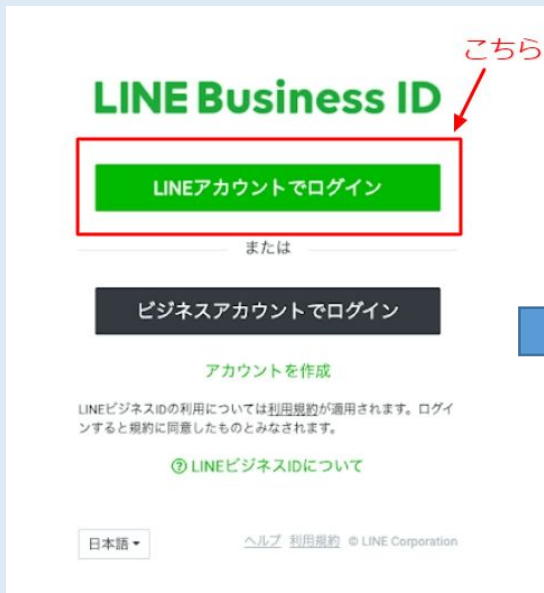 こちら
LINE Business ID
LINEアカウントでログイン
または
ビジネスアカウントでログイン
アカウントを作成
LINEビジネスIDの利用については利用規約が適用されます。ログイ
ンすると規約に同意したものとみなされます。
? LINEビジネスIDについて
日本語
ヘルプ 利用規約 © LINE Corporation